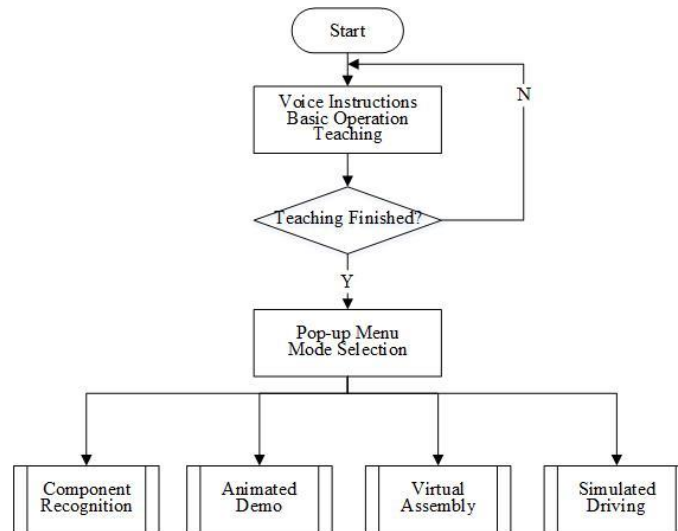 Start
N
Voice Instructions
Basic Operation
Teaching
Teaching Finished?
Y
Pop-up Menu
Mode Selection
Component
Recognition
Animated
Demo
Virtual
Assembly
Simulated
Driving